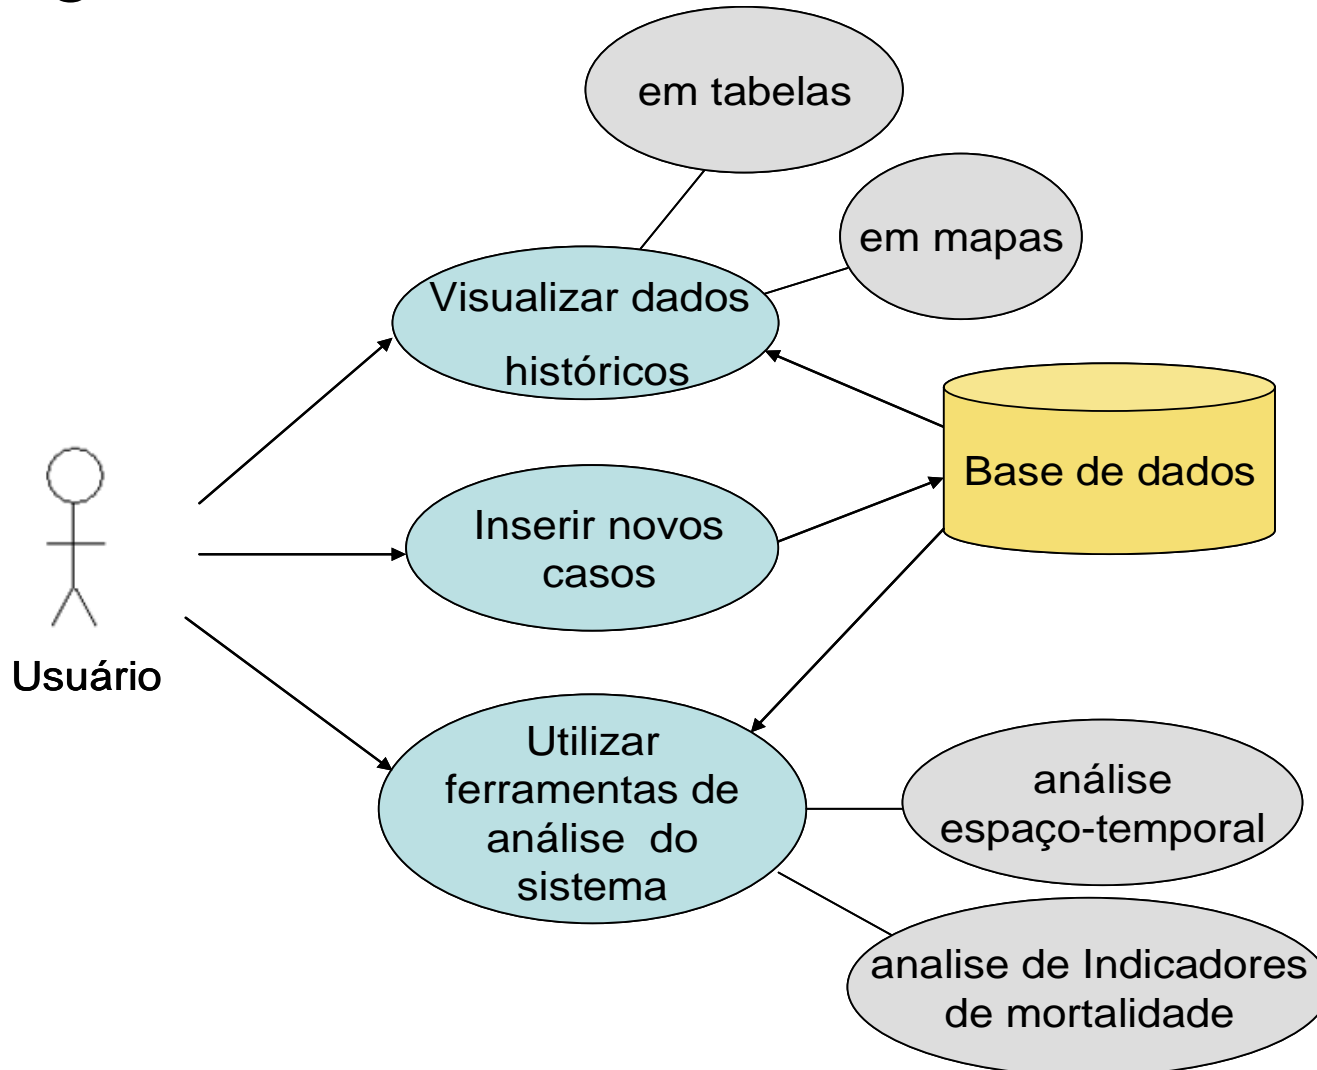 em tabelas
em mapas
Visualizar dados
históricos
Base de dados
Inserir novos
casos
Usuário
Utilizar
ferramentas de
análise do
sistema
análise
espaço-temporal
analise de Indicadores
de mortalidade